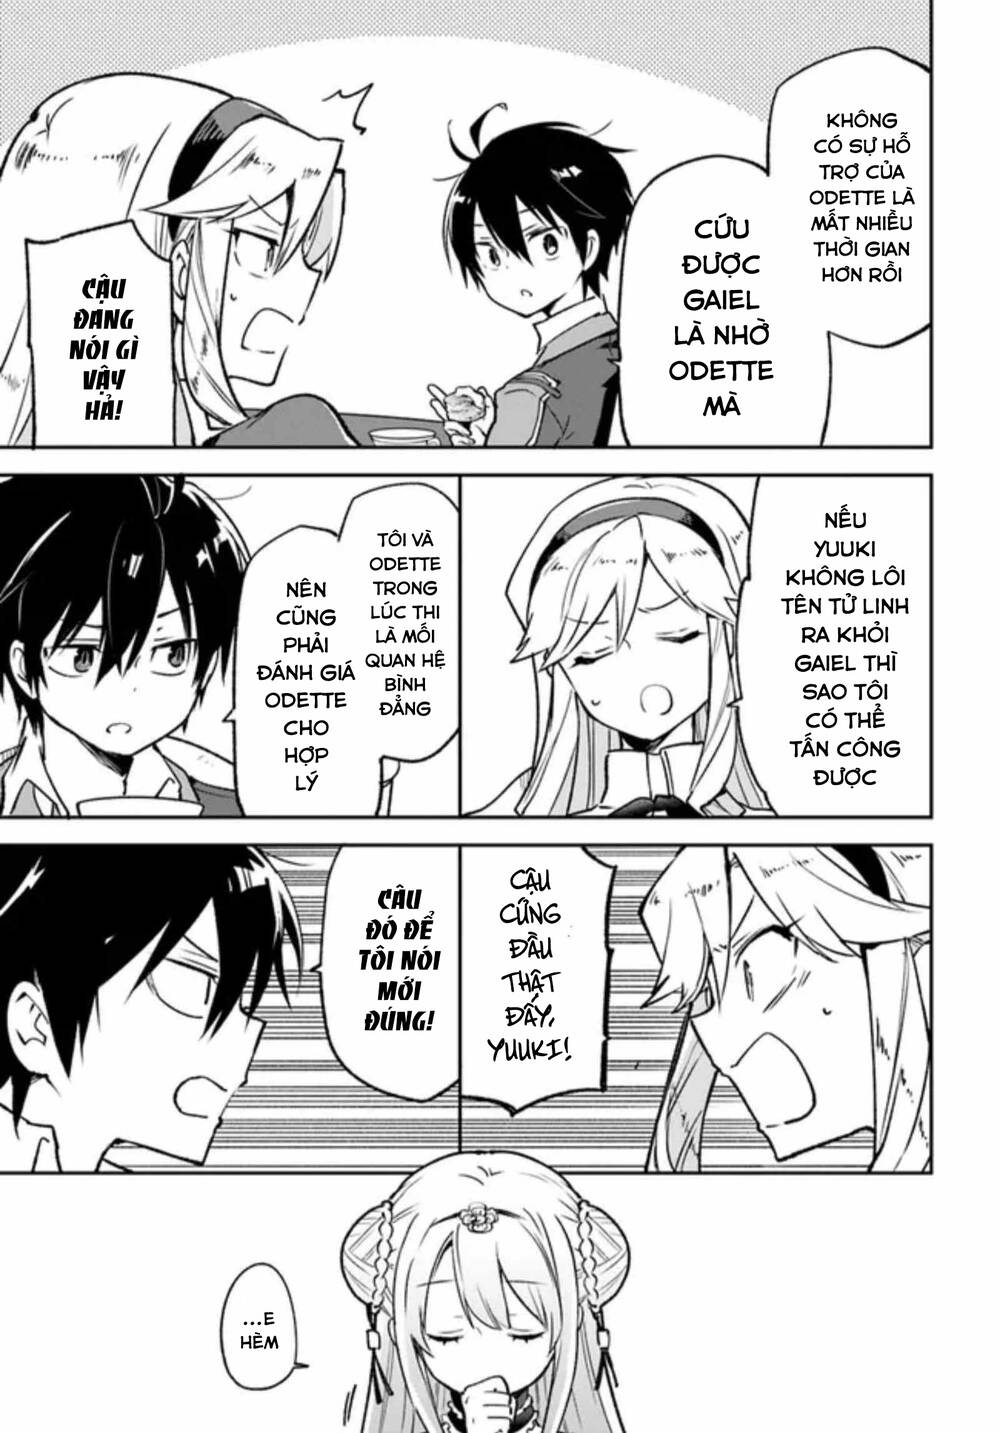 KHÔNG
CÓ SỰ HỖ
TRỢ CỦA
ODETTE LÀ
MẤT NHIỀU
THỜI GIAN
HƠN RỒI
CỨU
ĐƯỢC
GAIEL
LÀ NHỜ
ODETTE
MÀ
CẬU
ĐANG
NÓI GÌ
VẬY
HẢ!
NẾU
YUUKI
KHÔNG LÔI
TÊN TỬ LINH
RA KHỎI
GAIEL THÌ
SAO TÔI
CÓ THỂ
TẤN CÔNG
ĐƯỢC
TÔI VÀ
ODETTE
TRONG
LÚC THI
LÀ MỐI
QUAN HỆ
BÌNH
ĐẲNG
NÊN
CŨNG
PHẢI
ĐÁNH GIÁ
ODETTE
CHO
HỢP
LÝ
CẬU
CỨNG
ĐẦU
THẬT
ĐẤY,
YUUKI!
CÂU
ĐÓ ĐỂ
TÔI NÓI
MỚI
ĐÚNG!
...E
HÈM